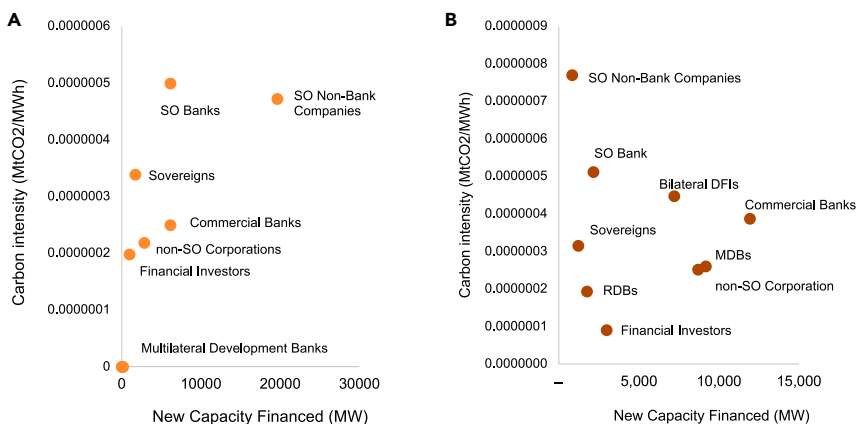 A
0.0000006
0.0000005
0.0000004
0.0000003
0.0000002
0.0000001
0
Carbon intensity (MtCO2/MWh)
SO Banks
SO Non-Bank
Companies
Sovereigns
Commercial Banks
non-SO Corporations
Financial Investors
Multilateral Development Banks
0
10000
20000
30000
New Capacity Financed (MW)
B
0.0000009
0.0000008
0.0000007
0.0000006
0.0000005
0.0000004
0.0000003
0.0000002
0.0000001
0.0000000
Carbon intensity (MtCO2/MWh)
SO Non-Bank Companies
SO Bank
Bilateral DFIs
Commercial Banks
Sovereigns
MDBs
RDBs
non-SO Corporation
Financial Investors
–
5,000
10,000
15,000
New Capacity Financed (MW)